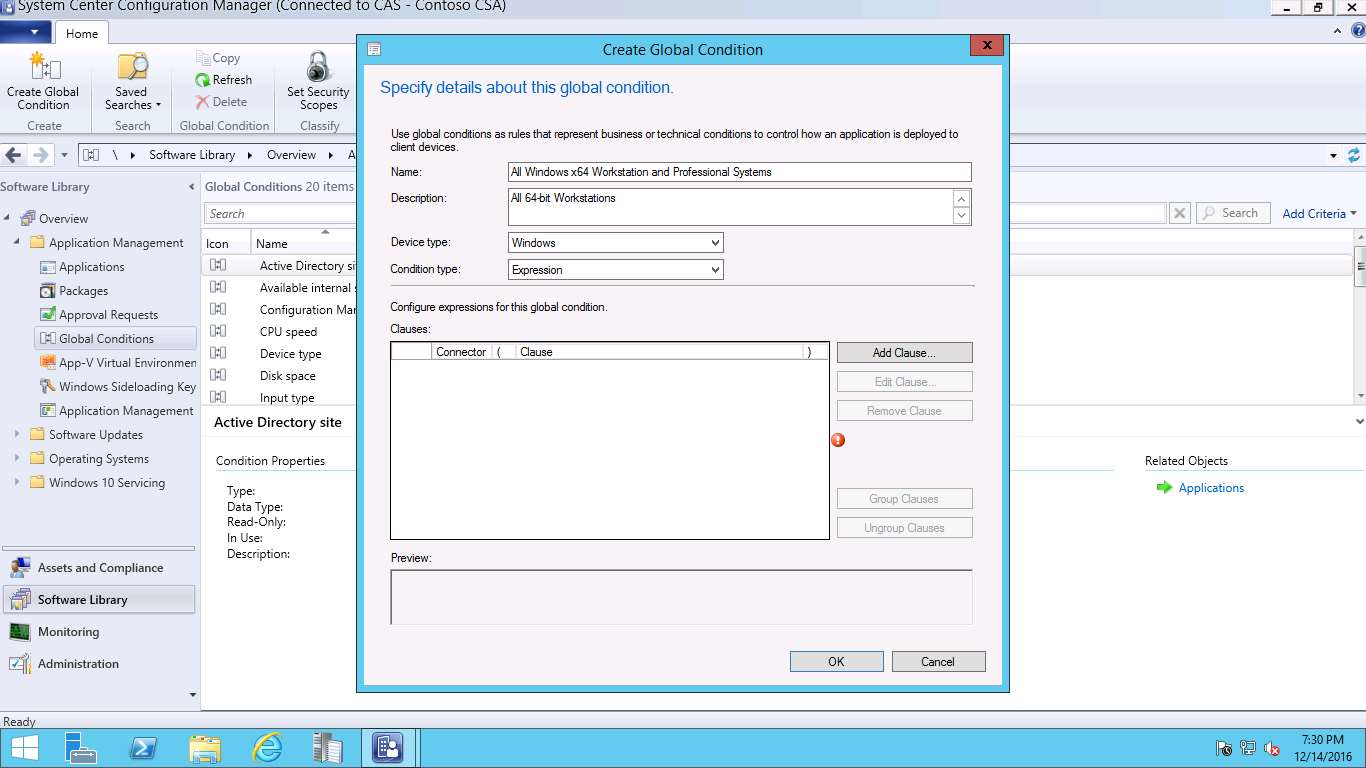 System Center Configuration Manager (Connected to CAS - Contoso CSA)
Home
Create Global
Condition
Create
Saved
Searches
Search
Copy
Refresh
Delete
Global Condition
Set Security
Scopes
Classify
\ Software Library Overview A
Software Library
Overview
Application Management
Applications
Packages
Approval Requests
Global Conditions
App-V Virtual Environmen
Windows Sideloading Key
Application Management
Software Updates
Operating Systems
Windows 10 Servicing
Assets and Compliance
Software Library
Monitoring
Administration
Global Conditions 20 items
Search
Search
Add Criteria
Icon Name
Active Directory si
Available internal s
Configuration Mar
CPU speed
Device type
Disk space
Input type
Active Directory site
Condition Properties
Type:
Data Type:
Read-Only:
In Use:
Description:
Related Objects
Applications
Create Global Condition
Specify details about this global condition.
Use global conditions as rules that represent business or technical conditions to control how an application is deployed to
client devices.
Name: All Windows x64 Workstation and Professional Systems
Description: All 64-bit Workstations
Device type: Windows
Condition type: Expression
Configure expressions for this global condition.
Clauses:
Connector ( Clause )
Add Clause...
Edit Clause...
Remove Clause
Group Clauses
Ungroup Clauses
Preview:
OK Cancel
Ready
7:30 PM
12/14/2016